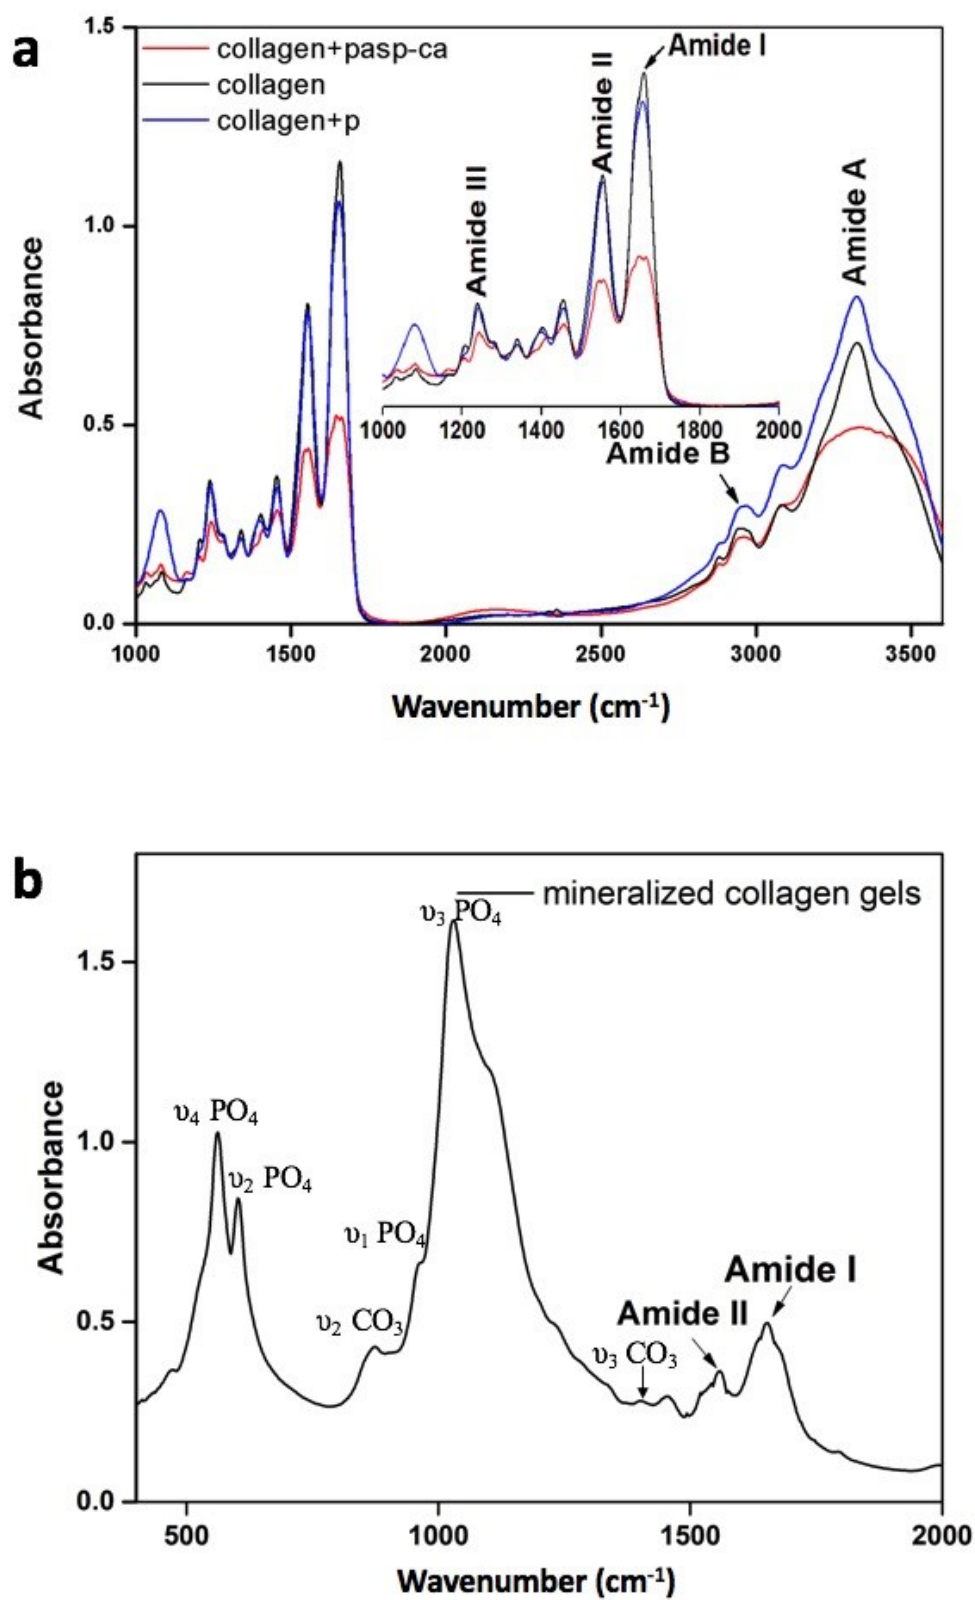 a
1.5
collagen+pasp-ca
collagen
collagen+p
Amide III
Amide II
Amide I
Amide A
1.0
0.5
0.0
Absorbance
1000 1200 1400 1600 1800 2000
Amide B
1000 1500 2000 2500 3000 3500
Wavenumber (cm⁻¹)
b
mineralized collagen gels
υ₃ PO₄
1.5
υ₄ PO₄
1.0
υ₂ PO₄
υ₁ PO₄
Amide I
υ₂ CO₃
Amide II
0.5
υ₃ CO₃
0.0
Absorbance
500 1000 1500 2000
Wavenumber (cm⁻¹)